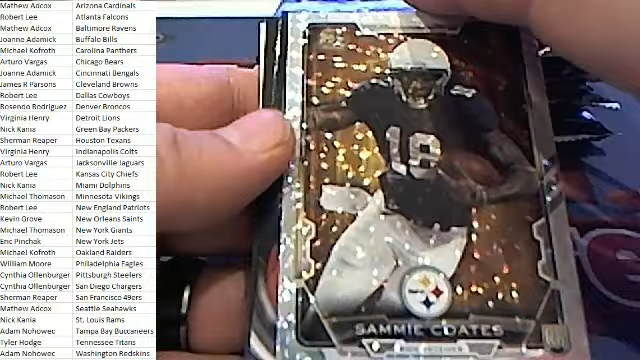 Mathew Adcox Arizona Cardinals
Robert Lee Atlanta Falcons
Mathew Adcox Baltimore Ravens
Joanne Adamick Buffalo Bills
Michael Kofroth Carolina Panthers
Arturo Vargas Chicago Bears
Joanne Adamick Cincinnati Bengals
James R Parsons Cleveland Browns
Robert Lee Dallas Cowboys
Rosendo Rodriguez Denver Broncos
Virginia Henry Detroit Lions
Nick Kania Green Bay Packers
Sherman Reaper Houston Texans
Virginia Henry Indianapolis Colts
Arturo Vargas Jacksonville Jaguars
Robert Lee Kansas City Chiefs
Nick Kania Miami Dolphins
Michael Thomason Minnesota Vikings
Robert Lee New England Patriots
Kevin Grove New Orleans Saints
Michael Thomason New York Giants
Eric Pinchak New York Jets
Michael Kofroth Oakland Raiders
William Moore Philadelphia Eagles
Cynthia Ollenburger Pittsburgh Steelers
Cynthia Ollenburger San Diego Chargers
Sherman Reaper San Francisco 49ers
Mathew Adcox Seattle Seahawks
Nick Kania St. Louis Rams
Adam Nohowec Tampa Bay Buccaneers
Tyler Hodge Tennessee Titans
Adam Nohowec Washington Redskins
18
SAMMIE COATES